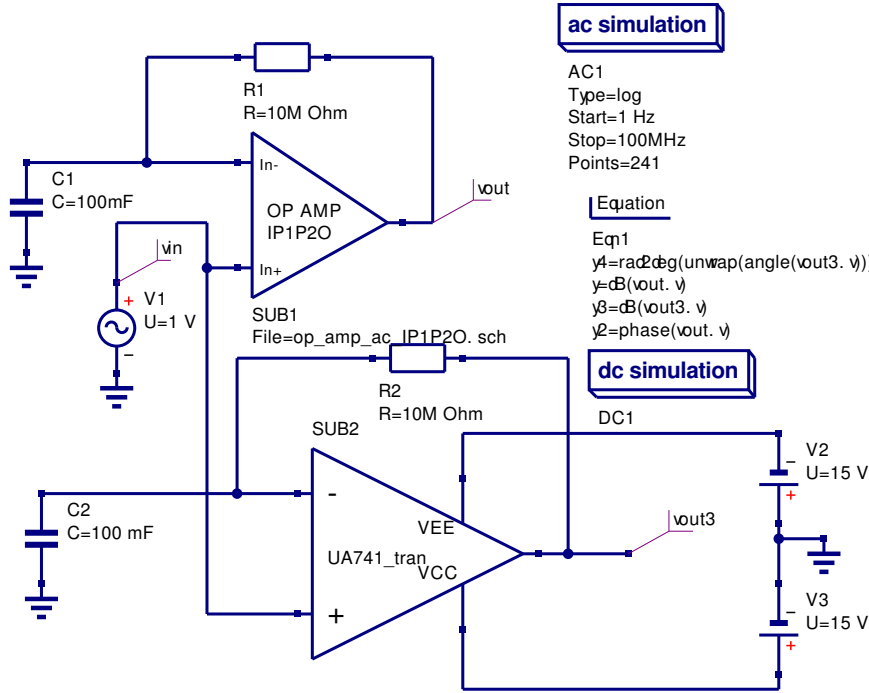 ac simulation
AC1
Type=log
Start=1 Hz
Stop=100MHz
Points=241
R1
R=10M Ohm
In-
C1
C=100mF
OP AMP
IP1P2O
vout
Equation
Eqn1
y4=rad2deg(unwrap(angle(vout3. v)))
y=dB(vout. v)
y3=dB(vout3. v)
y2=phase(vout. v)
vin
In+
+
V1
U=1 V
−
SUB1
File=op_amp_ac_IP1P2O. sch
dc simulation
DC1
R2
R=10M Ohm
SUB2
-
V2
U=15 V
−
+
C2
C=100 mF
VEE
UA741_tran
VCC
vout3
+
V3
U=15 V
−
+